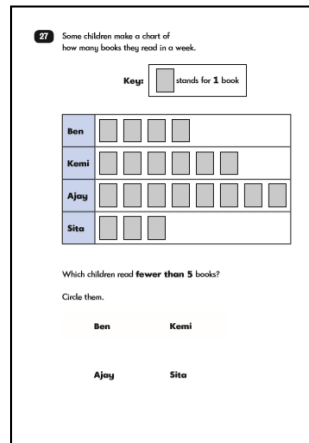 27 Some children make a chart of
how many books they read in a week.
Key: stands for 1 book
Ben
Kemi
Ajay
Sita
Which children read fewer than 5 books?
Circle them.
Ben Kemi
Ajay Sita